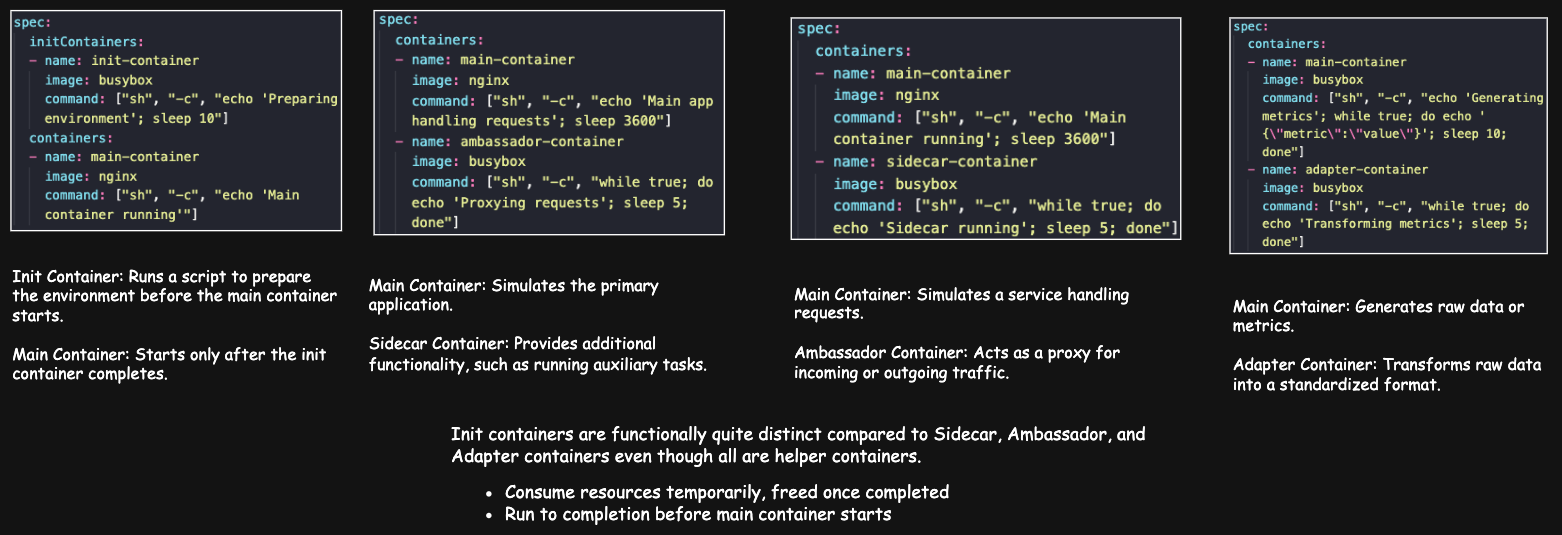 spec:
initContainers:
- name: init-container
image: busybox
command: ["sh", "-c", "echo 'Preparing
environment'; sleep 10"]
containers:
- name: main-container
image: nginx
command: ["sh", "-c", "echo 'Main
container running'"]
Init Container: Runs a script to prepare
the environment before the main container
starts.
Main Container: Starts only after the init
container completes.
spec:
containers:
- name: main-container
image: nginx
command: ["sh", "-c", "echo 'Main app
handling requests'; sleep 3600"]
- name: ambassador-container
image: busybox
command: ["sh", "-c", "while true; do
echo 'Proxying requests'; sleep 5;
done"]
Main Container: Simulates the primary
application.
Sidecar Container: Provides additional
functionality, such as running auxiliary tasks.
spec:
containers:
- name: main-container
image: nginx
command: ["sh", "-c", "echo 'Main
container running'; sleep 3600"]
- name: sidecar-container
image: busybox
command: ["sh", "-c", "while true; do
echo 'Sidecar running'; sleep 5; done"]
Main Container: Simulates a service handling
requests.
Ambassador Container: Acts as a proxy for
incoming or outgoing traffic.
spec:
containers:
- name: main-container
image: busybox
command: ["sh", "-c", "echo 'Generating
metrics'; while true; do echo '
{\"metric\":\"value\"}'; sleep 10;
done"]
- name: adapter-container
image: busybox
command: ["sh", "-c", "while true; do
echo 'Transforming metrics'; sleep 5;
done"]
Main Container: Generates raw data or
metrics.
Adapter Container: Transforms raw data
into a standardized format.
Init containers are functionally quite distinct compared to Sidecar, Ambassador, and
Adapter containers even though all are helper containers.
• Consume resources temporarily, freed once completed
• Run to completion before main container starts